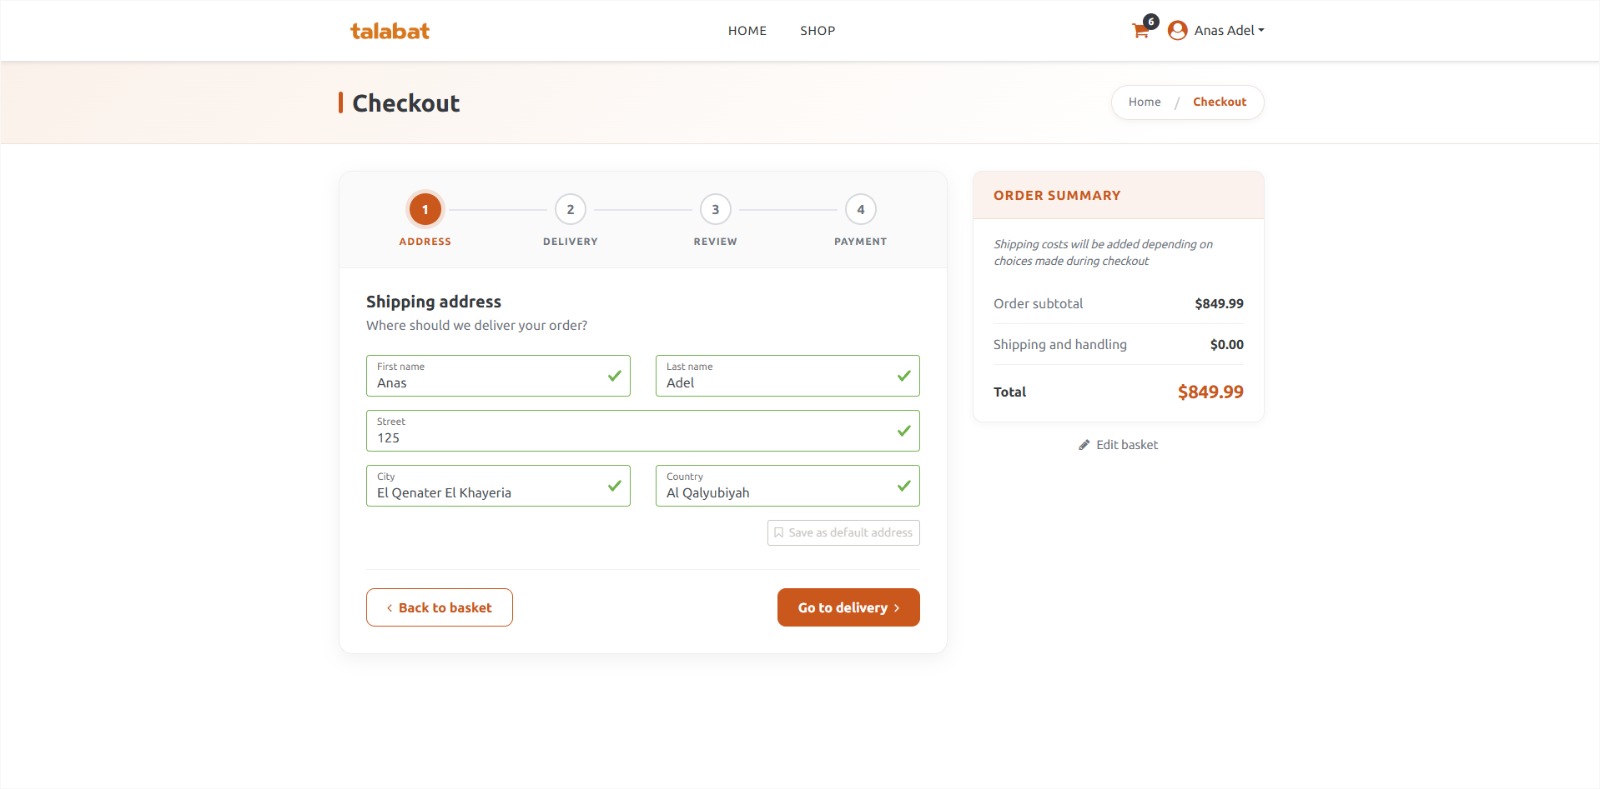 talabat
HOME
SHOP
6
Anas Adel
Checkout
Home / Checkout
1
2
3
4
ADDRESS
DELIVERY
REVIEW
PAYMENT
Shipping address
Where should we deliver your order?
First name
Anas
Last name
Adel
Street
125
City
El Qenater El Khayeria
Country
Al Qalyubiyah
Save as default address
Back to basket
Go to delivery
ORDER SUMMARY
Shipping costs will be added depending on
choices made during checkout
Order subtotal $849.99
Shipping and handling $0.00
Total $849.99
Edit basket